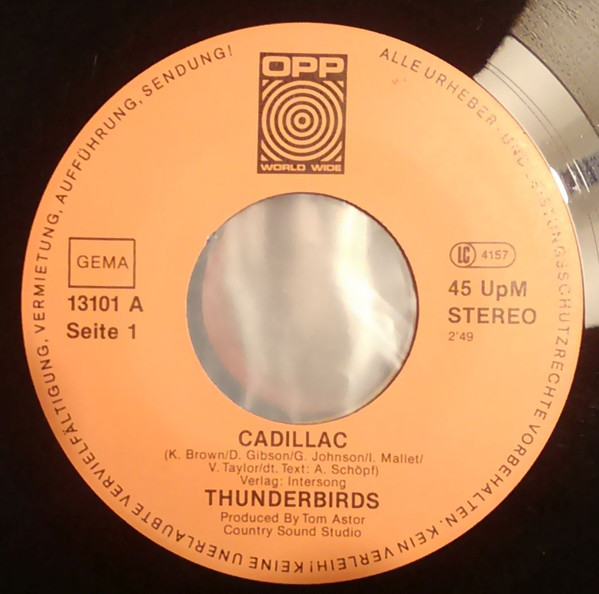 ALLE URHEBER- UND LEISTUNGSSCHUTZRECHTE VORBEHALTEN. KEIN VERLEIH! KEINE UNERLAUBTE VERVIELFÄLTIGUNG, VERMIETUNG, AUFFÜHRUNG, SENDUNG!
OPP
WORLD WIDE
GEMA
13101 A
Seite 1
LC 4157
45 UpM
STEREO
2'49
CADILLAC
(K. Brown/D. Gibson/G. Johnson/I. Mallet/
V. Taylor/dt. Text: A. Schöpf)
Verlag: Intersong
THUNDERBIRDS
Produced By Tom Astor
Country Sound Studio